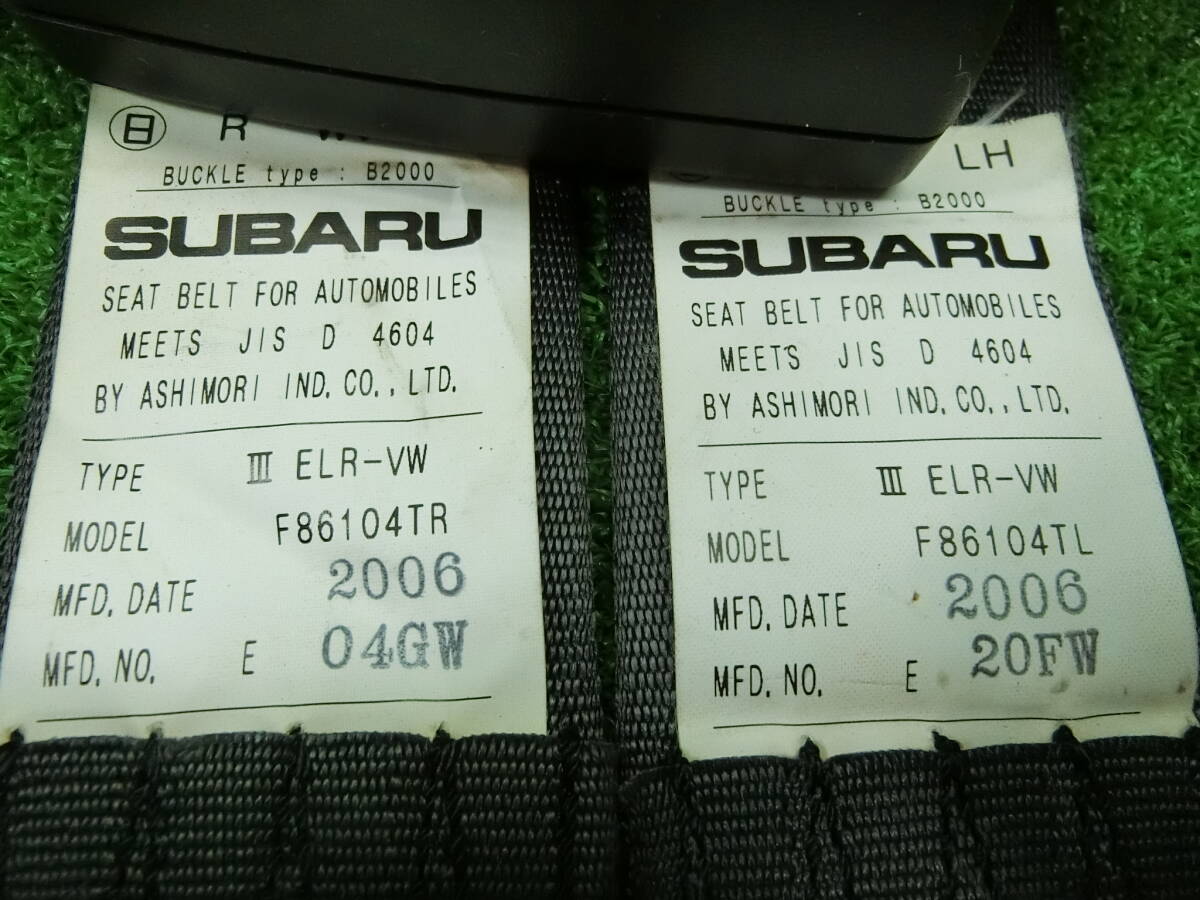 日 R
BUCKLE type : B2000
SUBARU
SEAT BELT FOR AUTOMOBILES
MEETS JIS D 4604
BY ASHIMORI IND. CO., LTD.
TYPE III ELR-VW
MODEL F86104TR
MFD. DATE 2006
MFD. NO. E 04GW
LH
BUCKLE type : B2000
SUBARU
SEAT BELT FOR AUTOMOBILES
MEETS JIS D 4604
BY ASHIMORI IND. CO., LTD.
TYPE III ELR-VW
MODEL F86104TL
MFD. DATE 2006
MFD. NO. E 20FW